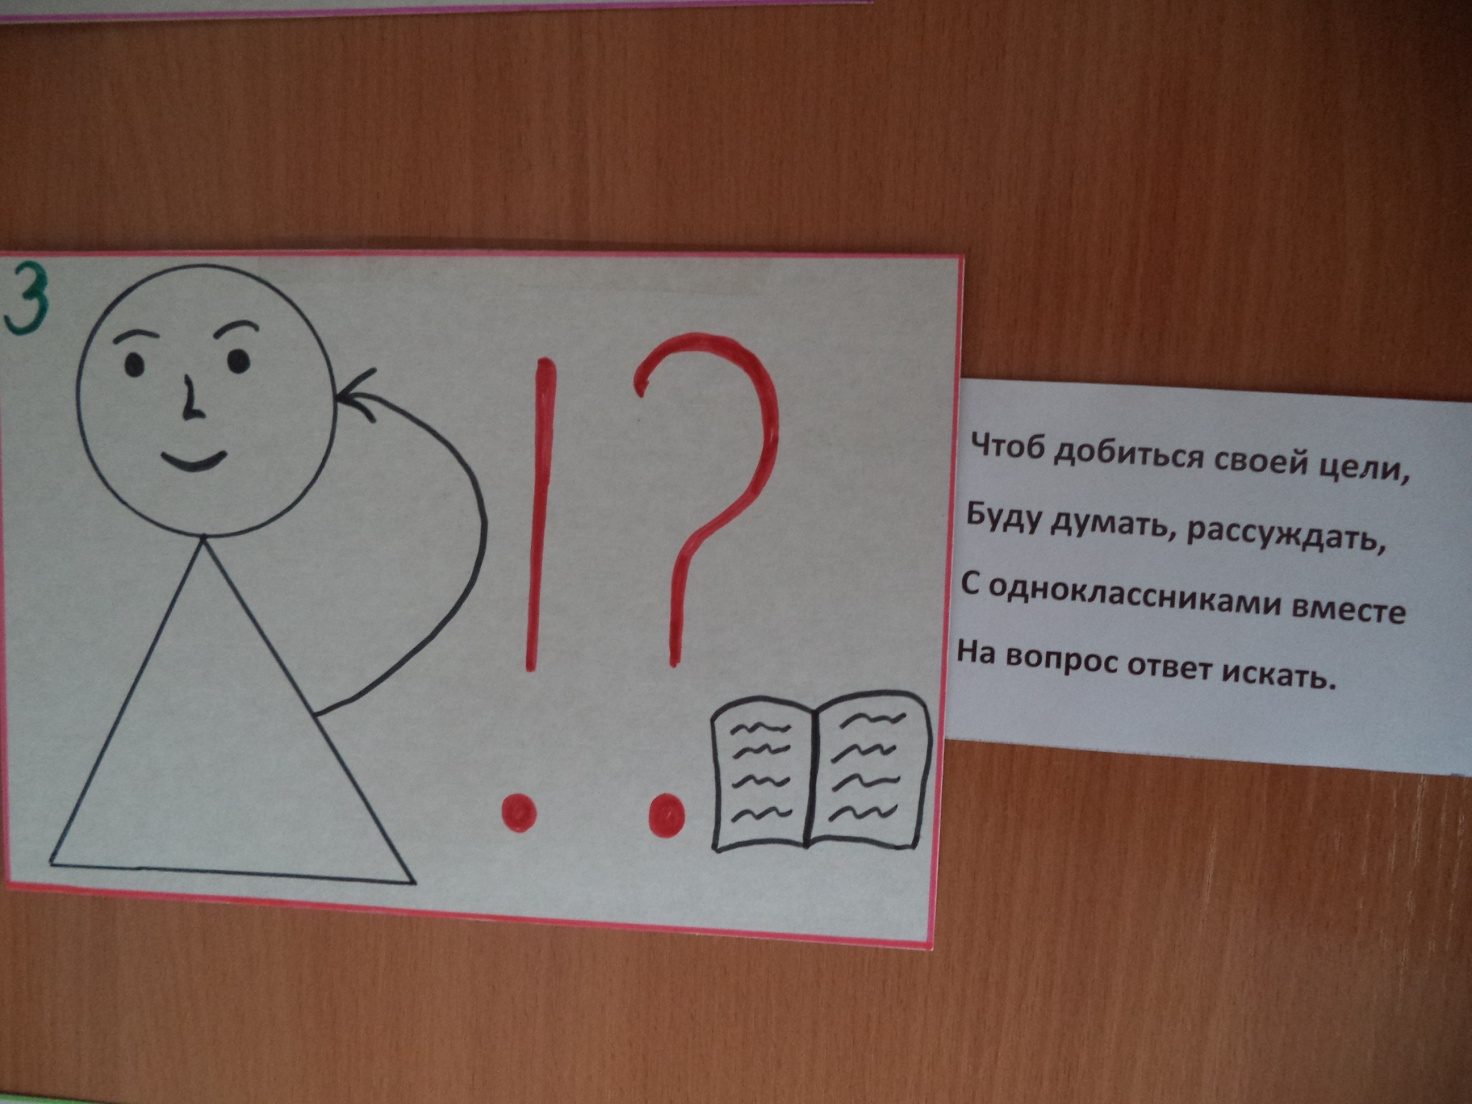 3
!?
Чтоб добиться своей цели,
Буду думать, рассуждать,
С одноклассниками вместе
На вопрос ответ искать.